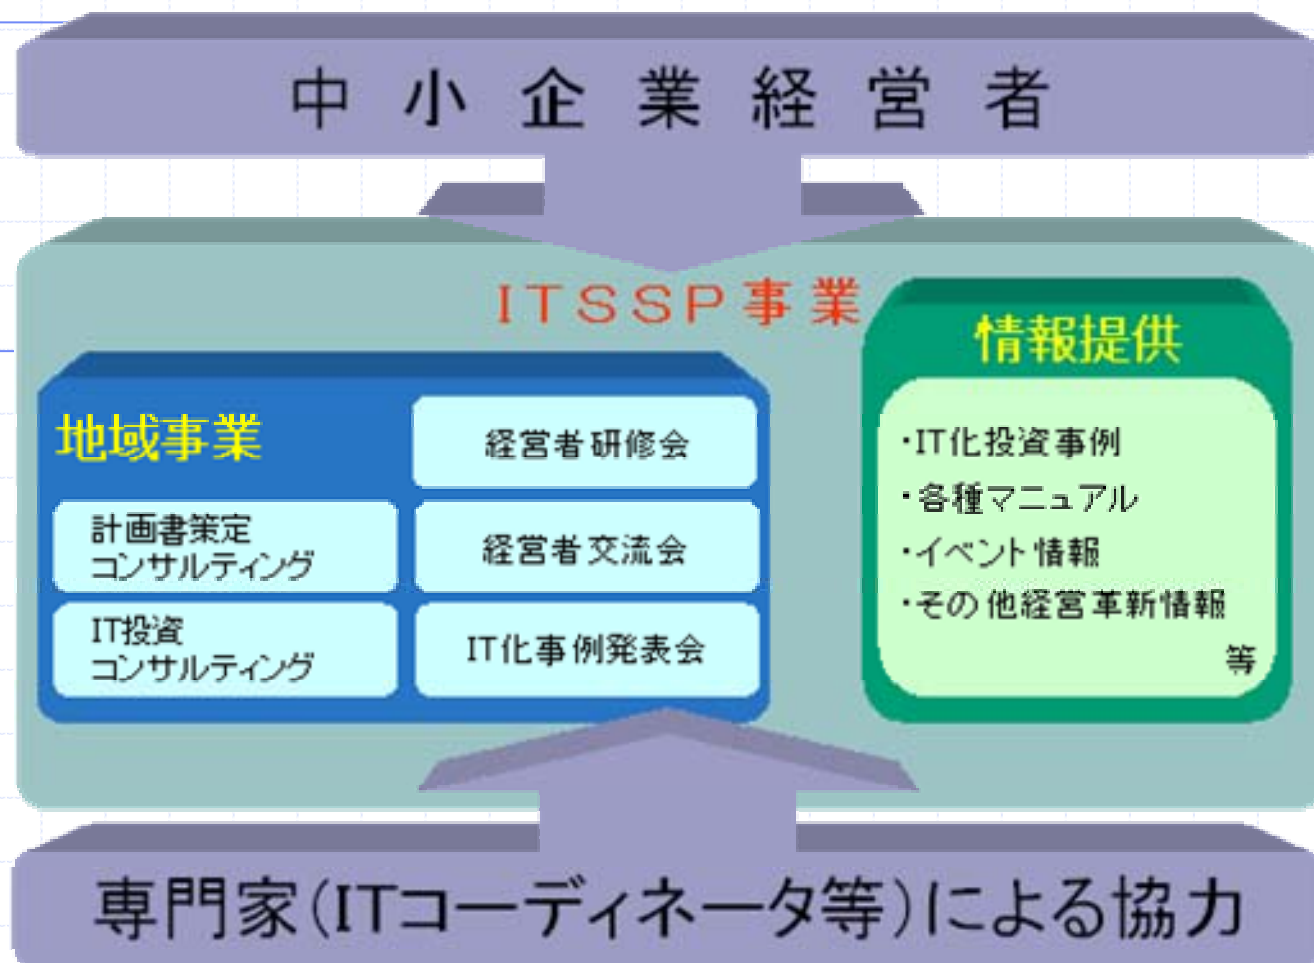 中小企業経営者
ITSSP事業
地域事業
経営者研修会
計画書策定
コンサルティング
経営者交流会
IT投資
コンサルティング
IT化事例発表会
情報提供
・IT化投資事例
・各種マニュアル
・イベント情報
・その他経営革新情報
等
専門家(ITコーディネータ等)による協力